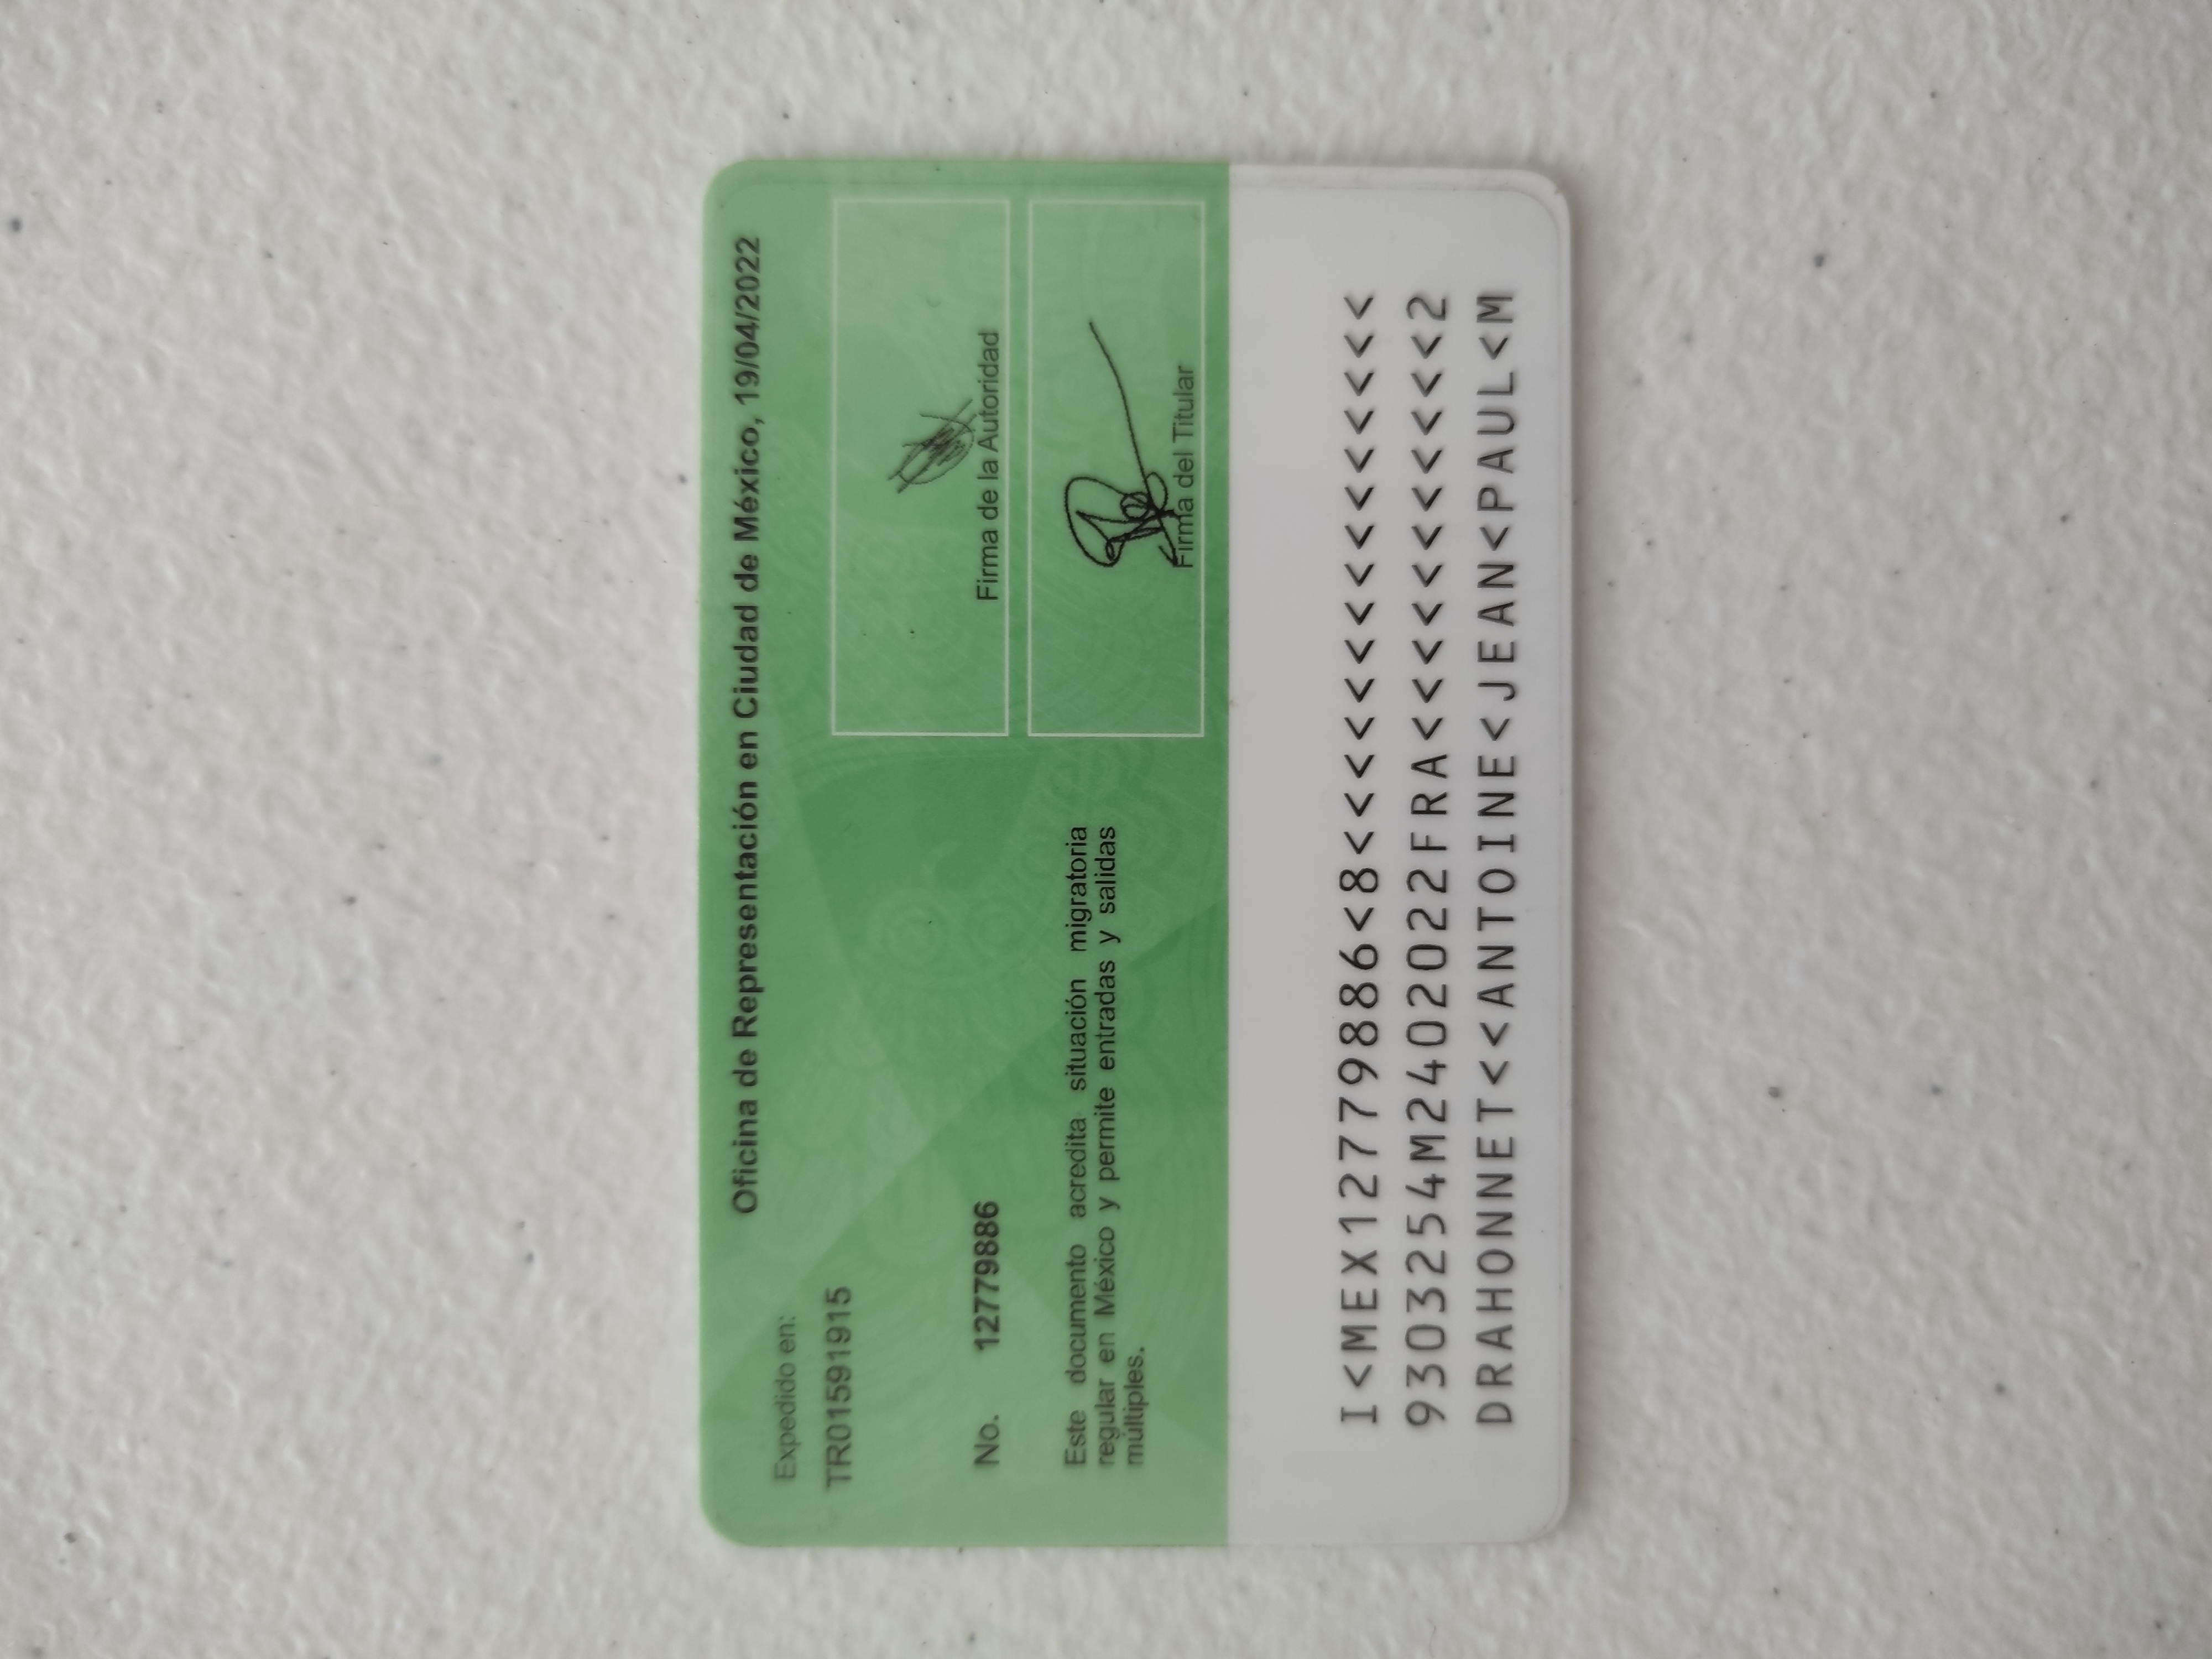 Oficina de Representación en Ciudad de México, 19/04/2022
Expedido en:
TR01591915
No. 12779886
Este documento acredita situación migratoria
regular en México y permite entradas y salidas
múltiples.
Firma de la Autoridad
Firma del Titular
I<MEX12779886<8<<<<<<<<<<<<<<<
9303254M2402022FRA<<<<<<<<<<<2
DRAHONNET<<ANTOINE<JEAN<PAUL<M